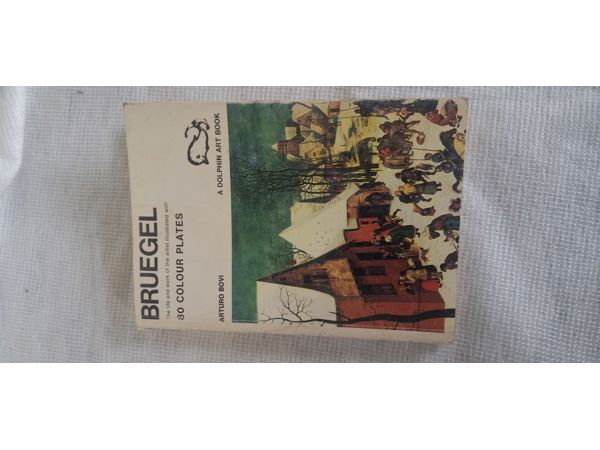 BRUEGEL
The life and work of the artist illustrated with
80 COLOUR PLATES
ARTURO BOVI
A DOLPHIN ART BOOK